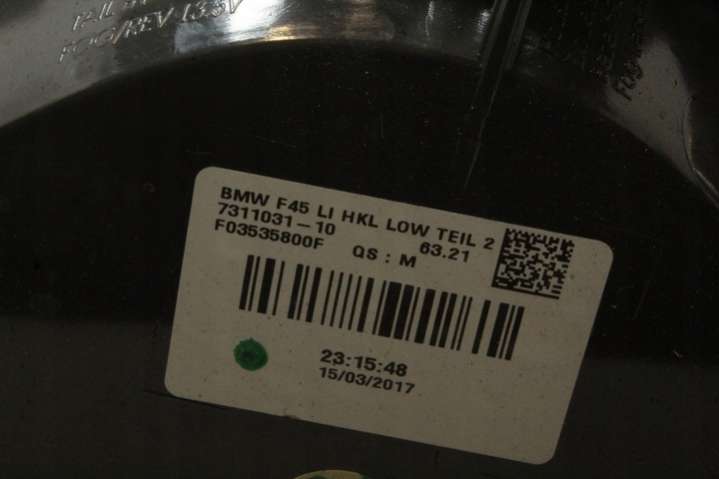 BMW F45 LI HKL LOW TEIL 2
7311031-10 63.21
F03535800F QS : M
23:15:48
15/03/2017